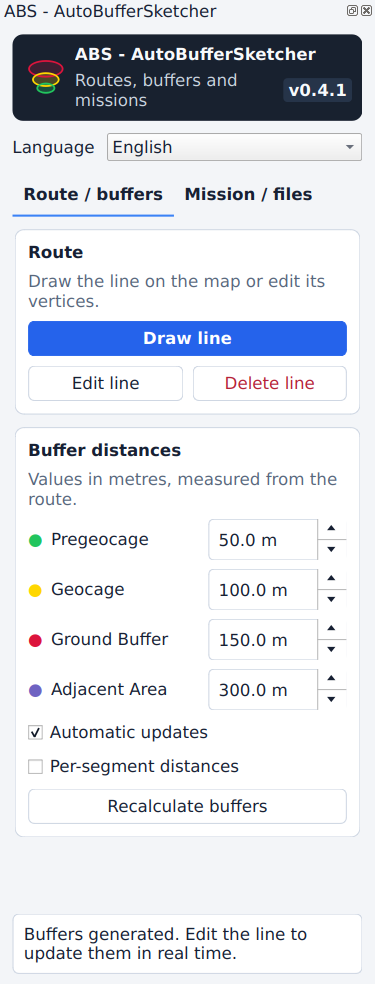 ABS - AutoBufferSketcher
ABS - AutoBufferSketcher
Routes, buffers and
missions
v0.4.1
Language
English
Route / buffers
Mission / files
Route
Draw the line on the map or edit its
vertices.
Draw line
Edit line
Delete line
Buffer distances
Values in metres, measured from the
route.
Pregeocage
50.0 m
Geocage
100.0 m
Ground Buffer
150.0 m
Adjacent Area
300.0 m
Automatic updates
Per-segment distances
Recalculate buffers
Buffers generated. Edit the line to
update them in real time.